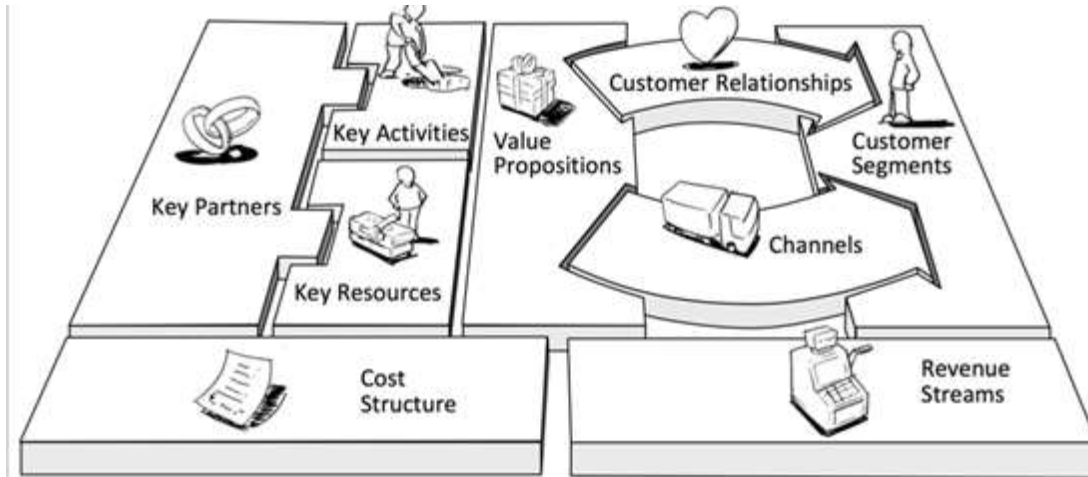 Key Partners
Key Activities
Key Resources
Value
Propositions
Customer Relationships
Channels
Customer
Segments
Cost
Structure
Revenue
Streams